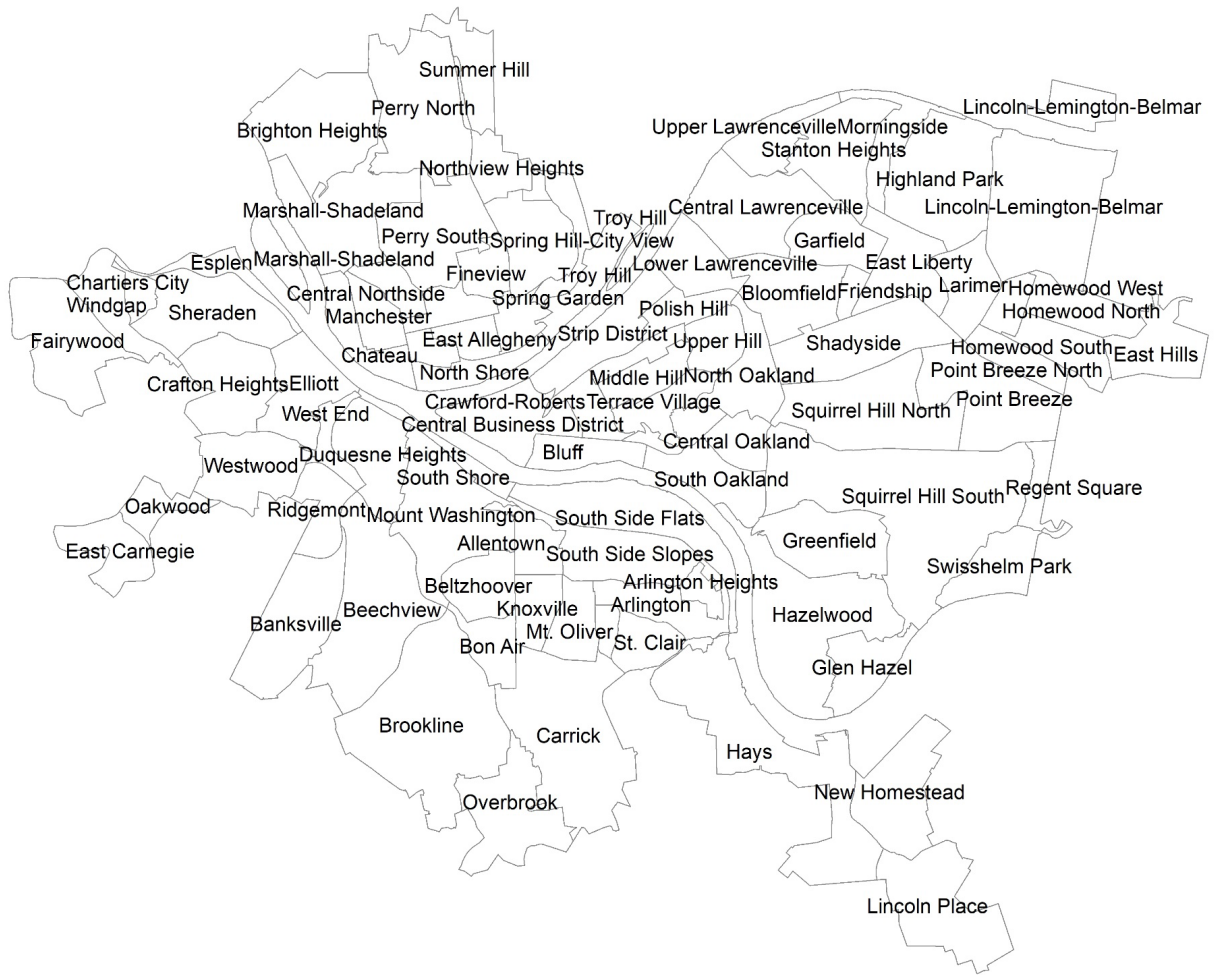 Summer Hill
Perry North
Lincoln-Lemington-Belmar
Brighton Heights
Upper Lawrenceville
Morningside
Stanton Heights
Northview Heights
Highland Park
Marshall-Shadeland
Troy Hill
Central Lawrenceville
Lincoln-Lemington-Belmar
Perry South
Spring Hill-City View
Garfield
Esplen
Marshall-Shadeland
Fineview
Troy Hill
Lower Lawrenceville
East Liberty
Chartiers City
Central Northside
Spring Garden
Bloomfield
Friendship
Larimer
Homewood West
Windgap
Sheraden
Manchester
Polish Hill
Homewood North
Fairywood
East Allegheny
Strip District
Upper Hill
Shadyside
Homewood South
East Hills
Chateau
North Shore
Middle Hill
North Oakland
Point Breeze North
Crafton Heights
Elliott
Crawford-Roberts
Terrace Village
Point Breeze
West End
Central Business District
Squirrel Hill North
Central Oakland
Duquesne Heights
Bluff
Westwood
South Shore
South Oakland
Squirrel Hill South
Regent Square
Oakwood
Ridgemont
Mount Washington
South Side Flats
East Carnegie
Allentown
South Side Slopes
Greenfield
Swisshelm Park
Beltzhoover
Arlington Heights
Banksville
Beechview
Knoxville
Arlington
Hazelwood
Mt. Oliver
Bon Air
St. Clair
Glen Hazel
Brookline
Carrick
Hays
Overbrook
New Homestead
Lincoln Place